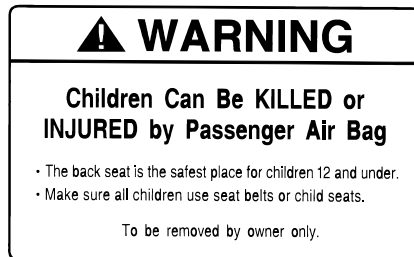 WARNING
Children Can Be KILLED or
INJURED by Passenger Air Bag
• The back seat is the safest place for children 12 and under.
• Make sure all children use seat belts or child seats.
To be removed by owner only.